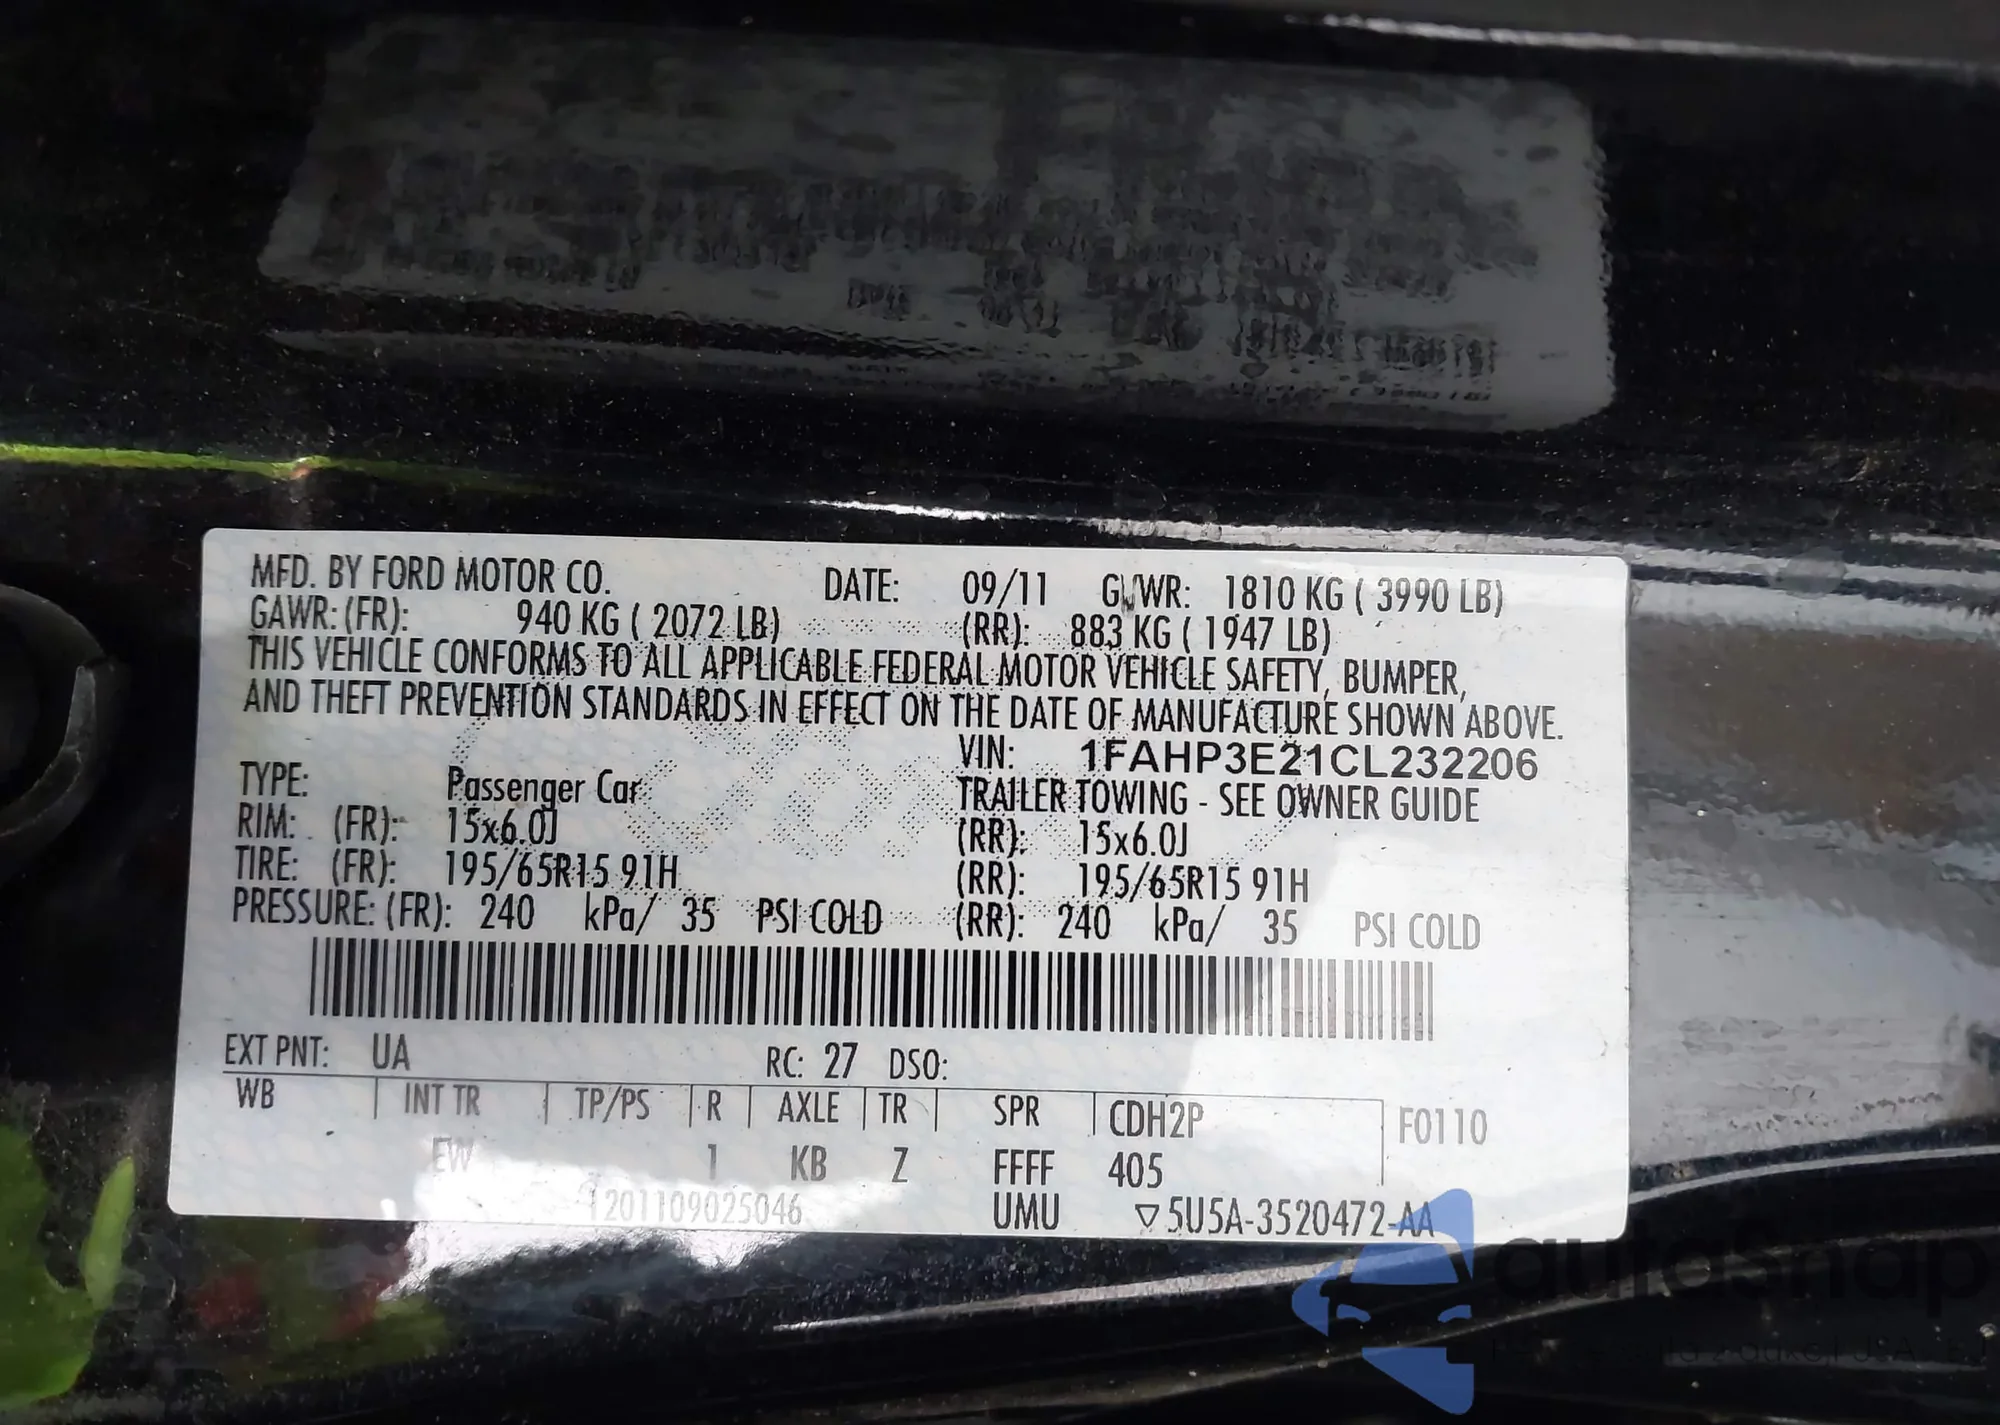 MFD. BY FORD MOTOR CO. DATE: 09/11 GVWR: 1810 KG ( 3990 LB)
GAWR: (FR): 940 KG ( 2072 LB) (RR): 883 KG ( 1947 LB)
THIS VEHICLE CONFORMS TO ALL APPLICABLE FEDERAL MOTOR VEHICLE SAFETY, BUMPER,
AND THEFT PREVENTION STANDARDS IN EFFECT ON THE DATE OF MANUFACTURE SHOWN ABOVE.
VIN: 1FAHP3E21CL232206
TYPE: Passenger Car TRAILER TOWING - SEE OWNER GUIDE
RIM: (FR): 15x6.0J (RR): 15x6.0J
TIRE: (FR): 195/65R15 91H (RR): 195/65R15 91H
PRESSURE: (FR): 240 kPa/ 35 PSI COLD (RR): 240 kPa/ 35 PSI COLD
EXT PNT: UA RC: 27 DSO:
WB INT TR TP/PS R AXLE TR SPR CDH2P F0110
EW 1 KB Z FFFF 405
1201109025046 UMU ▽5U5A-3520472-AA
autosnap